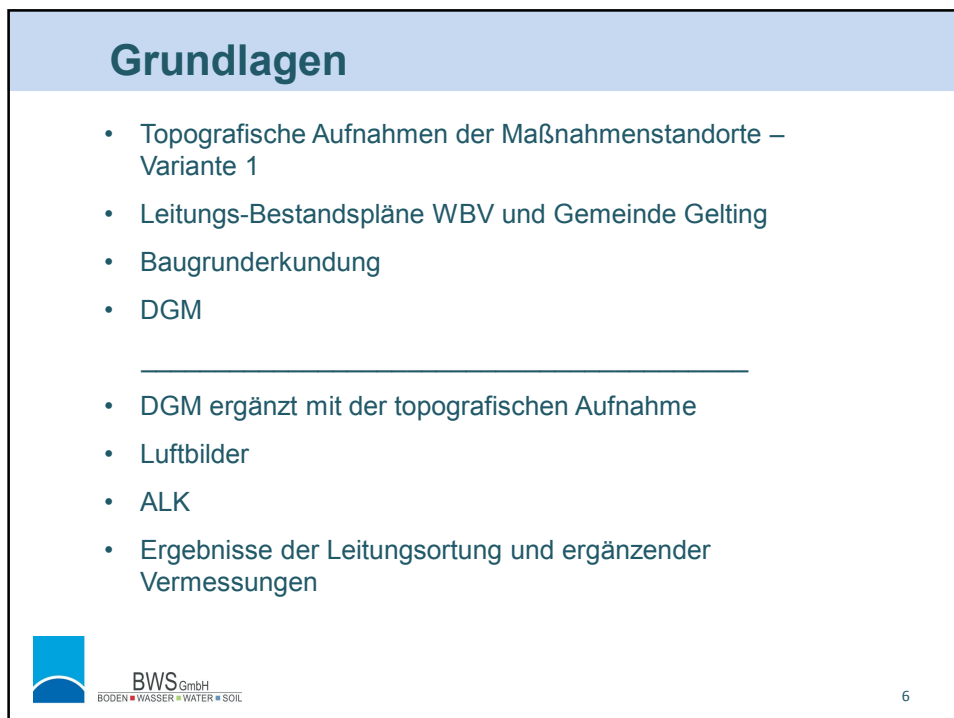 Grundlagen
• Topografische Aufnahmen der Maßnahmenstandorte –
Variante 1
• Leitungs-Bestandspläne WBV und Gemeinde Gelting
• Baugrunderkundung
• DGM
• DGM ergänzt mit der topografischen Aufnahme
• Luftbilder
• ALK
• Ergebnisse der Leitungsortung und ergänzender
Vermessungen
BWS GmbH
BODEN ■ WASSER ■ WATER ■ SOIL
6